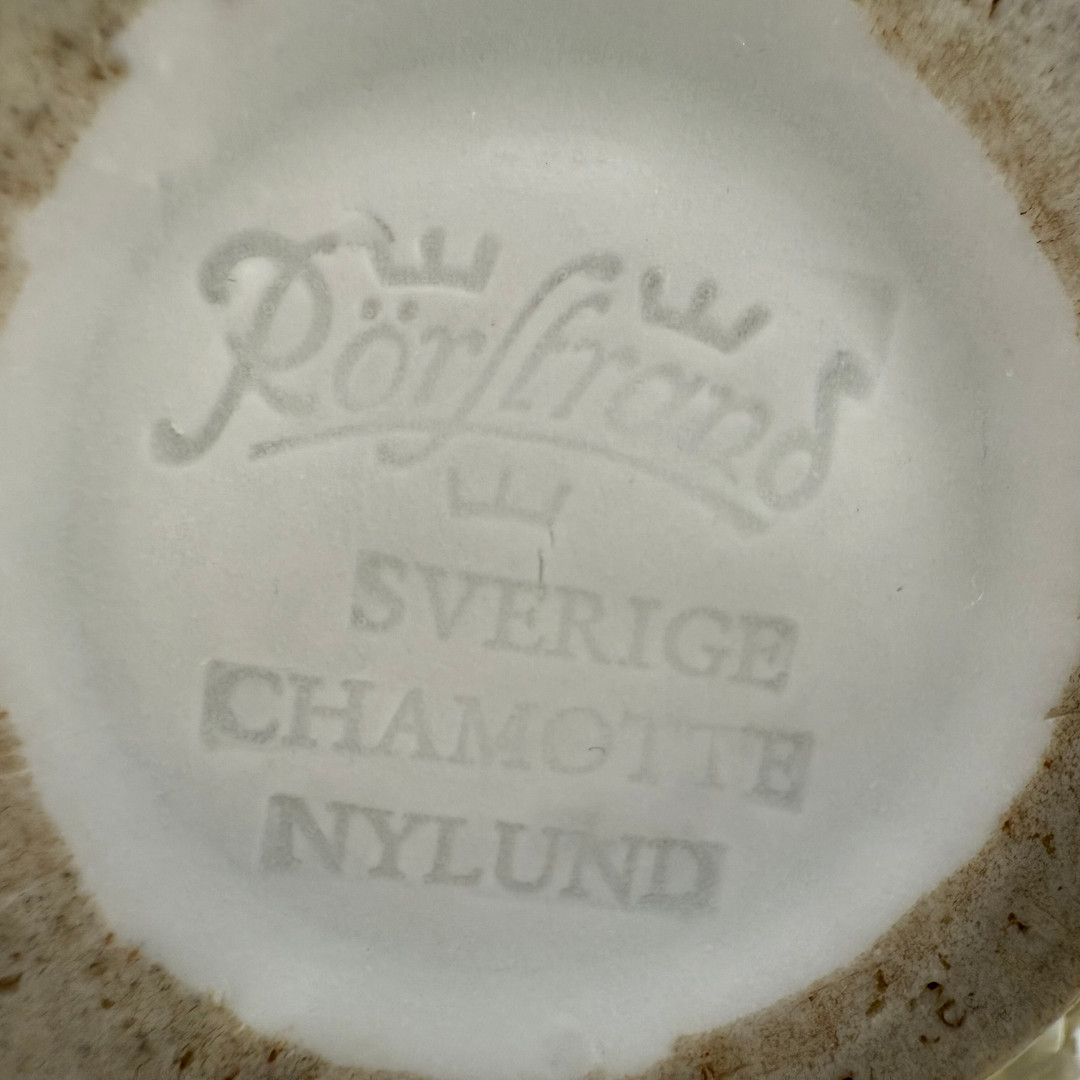 Rörstrand
SVERIGE
CHAMOTTE
NYLUND